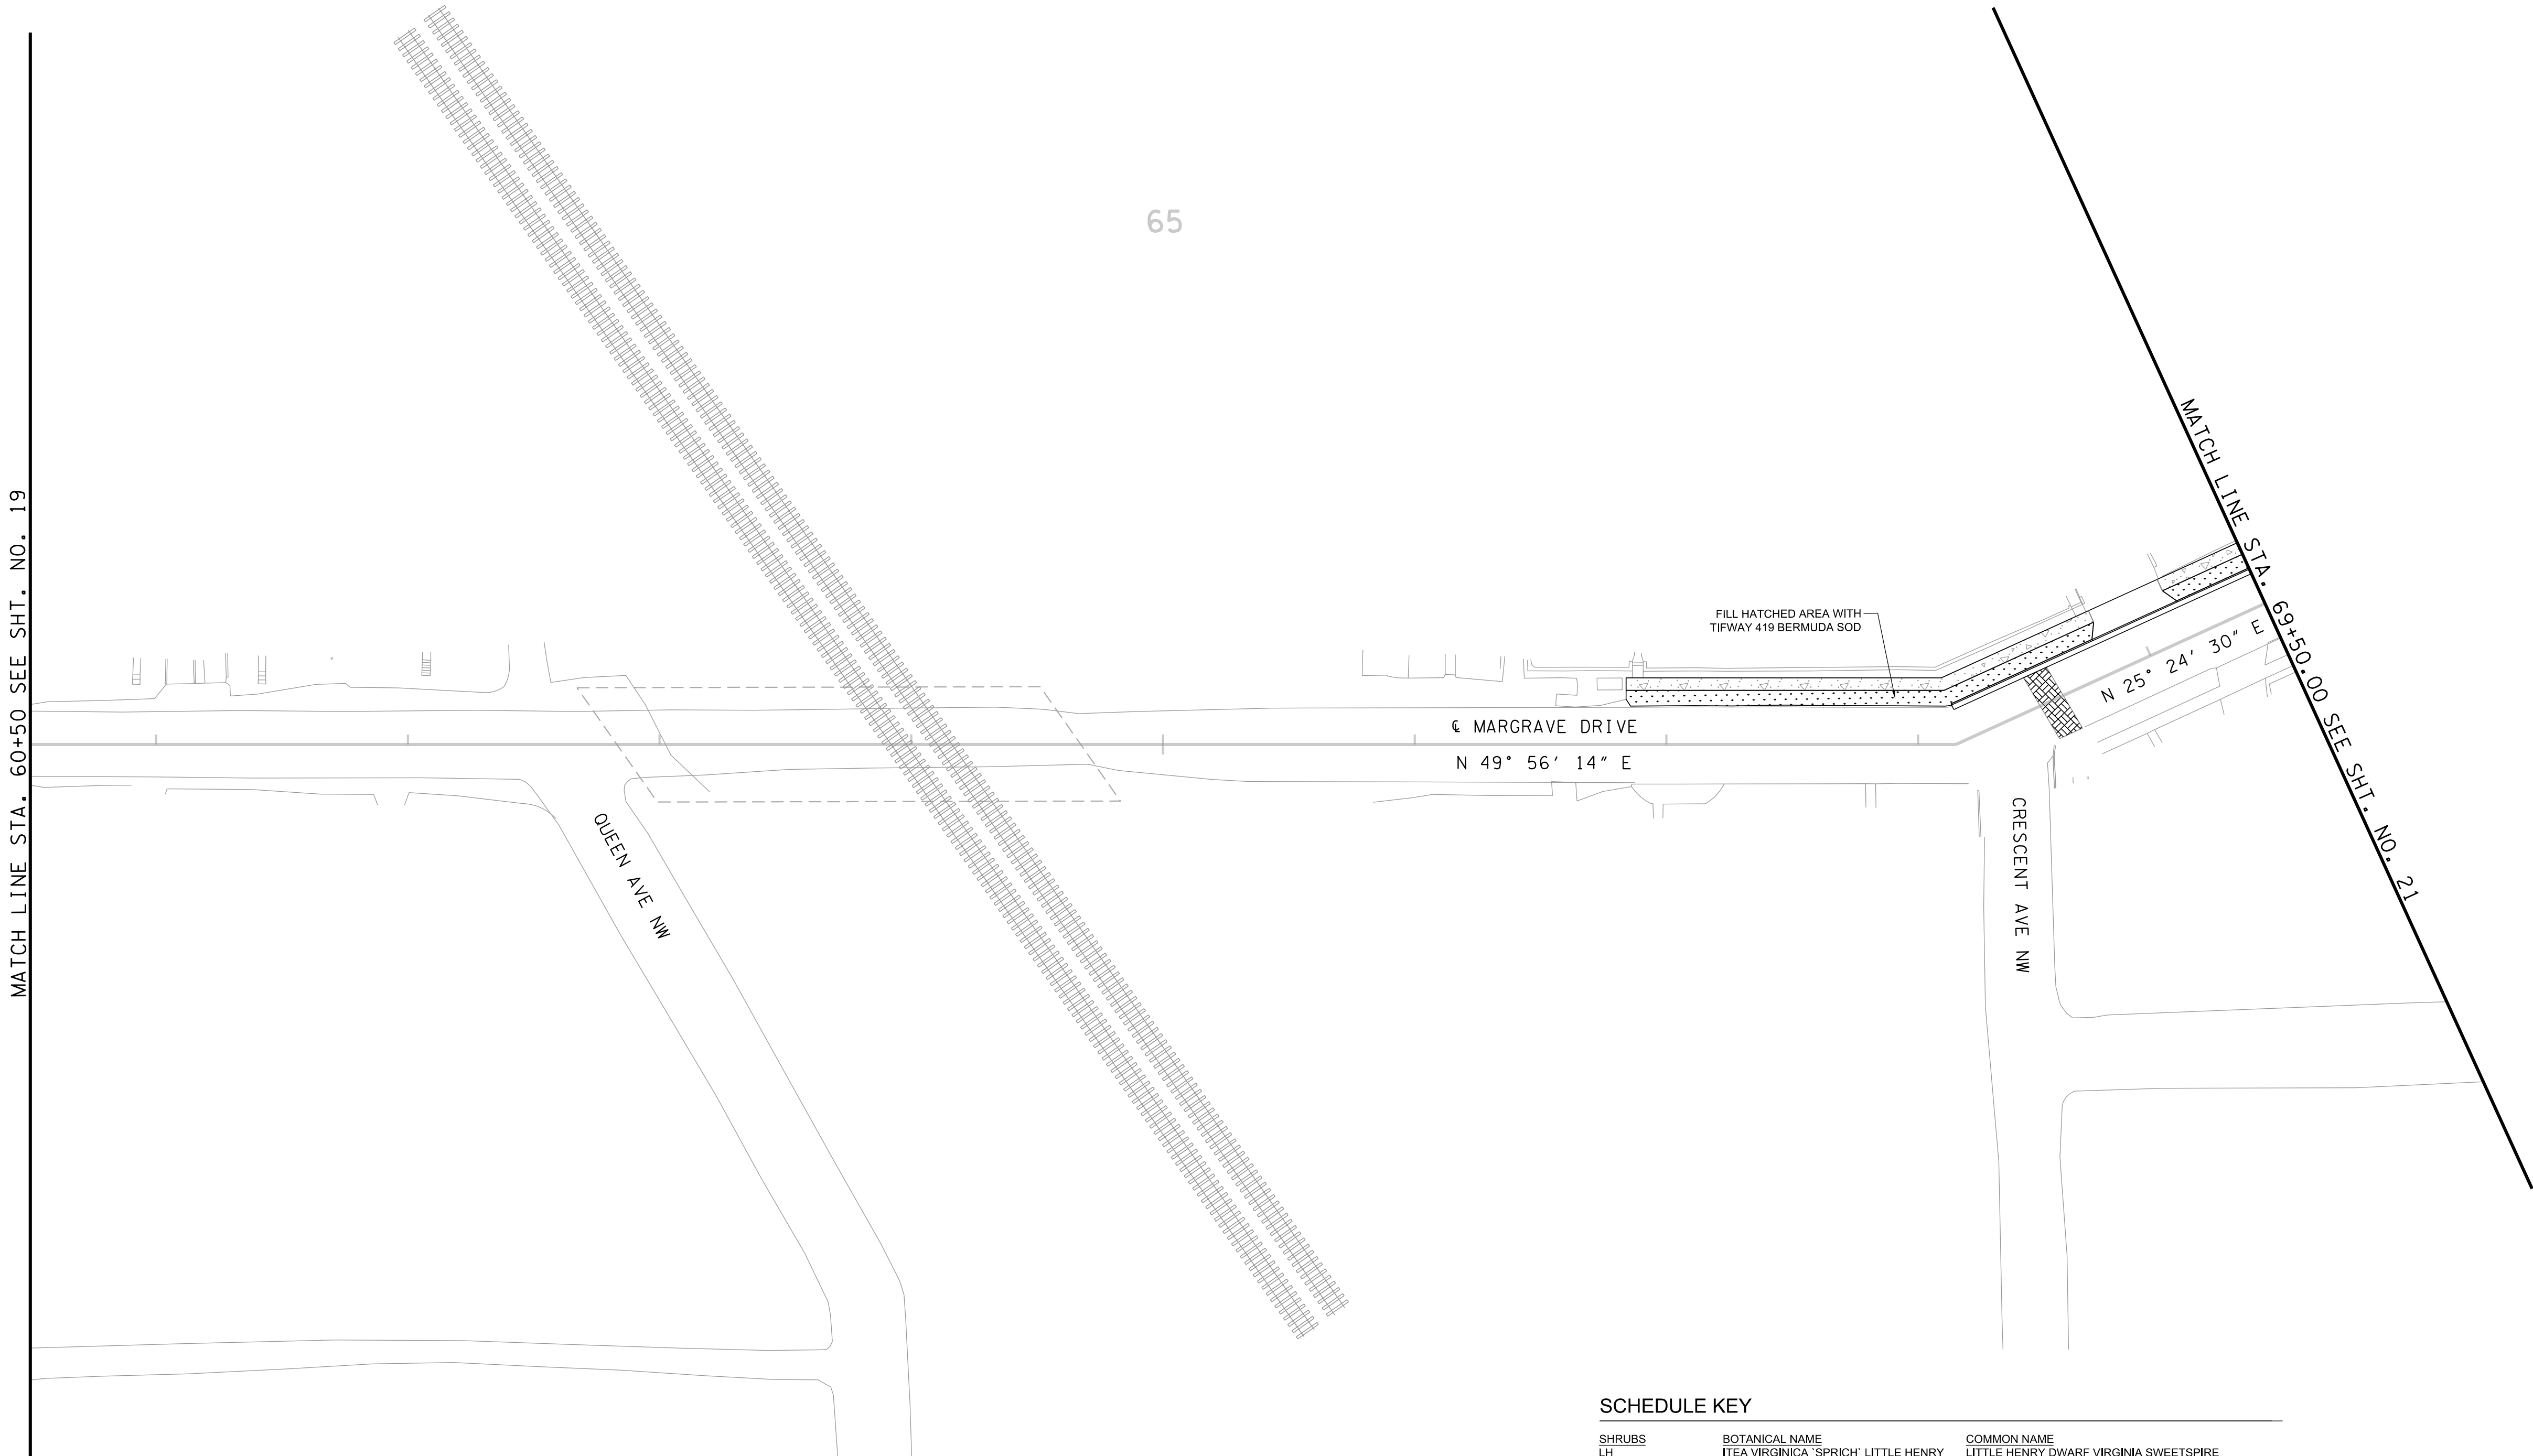 65
MATCH LINE STA. 60+50 SEE SHT. NO. 19
MATCH LINE STA. 69+50.00 SEE SHT. NO. 21
FILL HATCHED AREA WITH
TIFWAY 419 BERMUDA SOD
℄ MARGRAVE DRIVE
N 49° 56' 14" E
N 25° 24' 30" E
QUEEN AVE NW
CRESCENT AVE NW
SCHEDULE KEY
SHRUBS BOTANICAL NAME COMMON NAME
LH ITEA VIRGINICA `SPRICH` LITTLE HENRY LITTLE HENRY DWARF VIRGINIA SWEETSPIRE